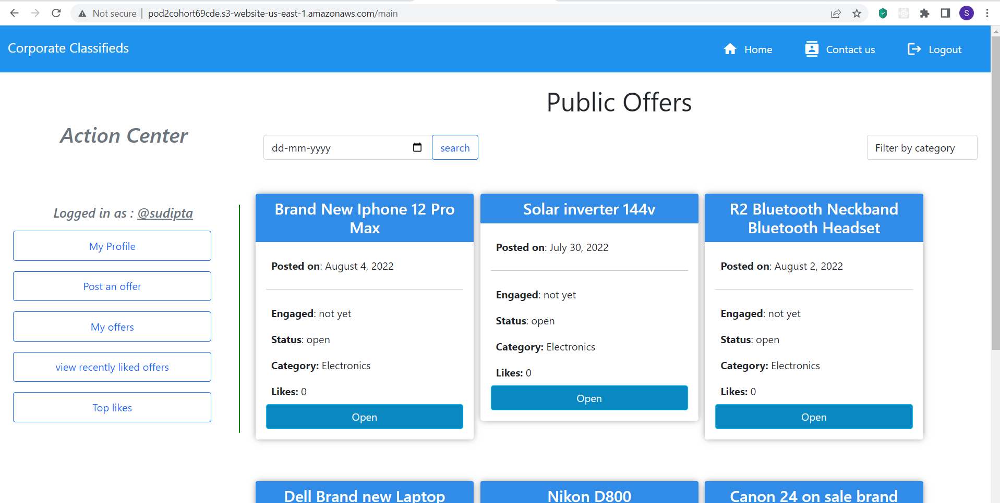 Not secure | pod2cohort69cde.s3-website-us-east-1.amazonaws.com/main
S
Corporate Classifieds
Home
Contact us
Logout
Public Offers
Action Center
dd-mm-yyyy
search
Filter by category
Logged in as : @sudipta
My Profile
Post an offer
My offers
view recently liked offers
Top likes
Brand New Iphone 12 Pro
Max
Posted on: August 4, 2022
Engaged: not yet
Status: open
Category: Electronics
Likes: 0
Open
Solar inverter 144v
Posted on: July 30, 2022
Engaged: not yet
Status: open
Category: Electronics
Likes: 0
Open
R2 Bluetooth Neckband
Bluetooth Headset
Posted on: August 2, 2022
Engaged: not yet
Status: open
Category: Electronics
Likes: 0
Open
Dell Brand new Laptop
Nikon D800
Canon 24 on sale brand